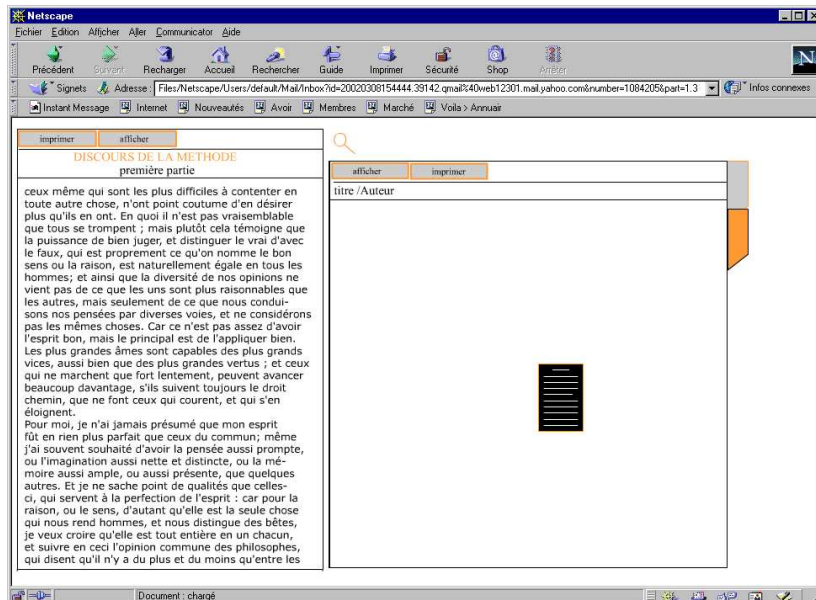 Netscape
Fichier Edition Afficher Aller Communicator Aide
Précédent Suivant Recharger Accueil Rechercher Guide Imprimer Sécurité Shop Arrêter
Signets Adresse : Files/Netscape/Users/default/Mail/Inbox?id=20020308154444.39142.qmail%40web12301.mail.yahoo.com&number=1084205&part=1.3 Infos connexes
Instant Message Internet Nouveautés Avoir Membres Marché Voila > Annuair
imprimer afficher
DISCOURS DE LA METHODE
première partie
ceux même qui sont les plus difficiles à contenter en
toute autre chose, n'ont point coutume d'en désirer
plus qu'ils en ont. En quoi il n'est pas vraisemblable
que tous se trompent ; mais plutôt cela témoigne que
la puissance de bien juger, et distinguer le vrai d'avec
le faux, qui est proprement ce qu'on nomme le bon
sens ou la raison, est naturellement égale en tous les
hommes; et ainsi que la diversité de nos opinions ne
vient pas de ce que les uns sont plus raisonnables que
les autres, mais seulement de ce que nous condui-
sons nos pensées par diverses voies, et ne considérons
pas les mêmes choses. Car ce n'est pas assez d'avoir
l'esprit bon, mais le principal est de l'appliquer bien.
Les plus grandes âmes sont capables des plus grands
vices, aussi bien que des plus grandes vertus ; et ceux
qui ne marchent que fort lentement, peuvent avancer
beaucoup davantage, s'ils suivent toujours le droit
chemin, que ne font ceux qui courent, et qui s'en
éloignent.
Pour moi, je n'ai jamais présumé que mon esprit
fût en rien plus parfait que ceux du commun; même
j'ai souvent souhaité d'avoir la pensée aussi prompte,
ou l'imagination aussi nette et distincte, ou la mé-
moire aussi ample, ou aussi présente, que quelques
autres. Et je ne sache point de qualités que celles-
ci, qui servent à la perfection de l'esprit : car pour la
raison, ou le sens, d'autant qu'elle est la seule chose
qui nous rend hommes, et nous distingue des bêtes,
je veux croire qu'elle est tout entière en un chacun,
et suivre en ceci l'opinion commune des philosophes,
qui disent qu'il n'y a du plus et du moins qu'entre les
afficher imprimer
titre /Auteur
N
Document : chargé